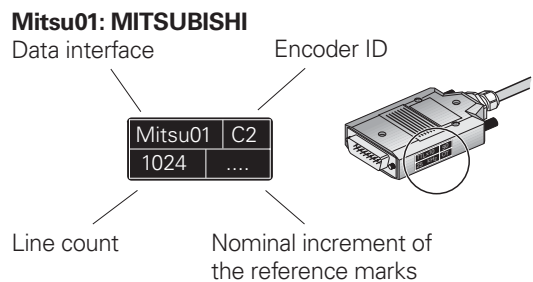 Mitsu01: MITSUBISHI
Data interface
Encoder ID
Mitsu01 C2
1024 ....
Line count
Nominal increment of
the reference marks